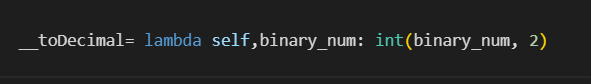 __toDecimal= lambda self,binary_num: int(binary_num, 2)